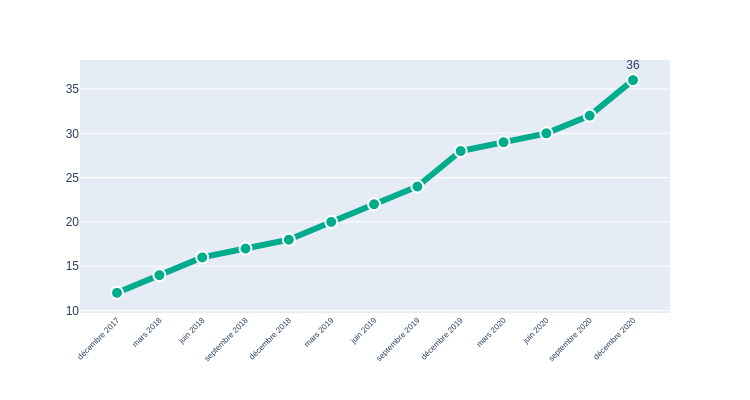 36
35
30
25
20
15
10
décembre 2017
mars 2018
juin 2018
septembre 2018
décembre 2018
mars 2019
juin 2019
septembre 2019
décembre 2019
mars 2020
juin 2020
septembre 2020
décembre 2020